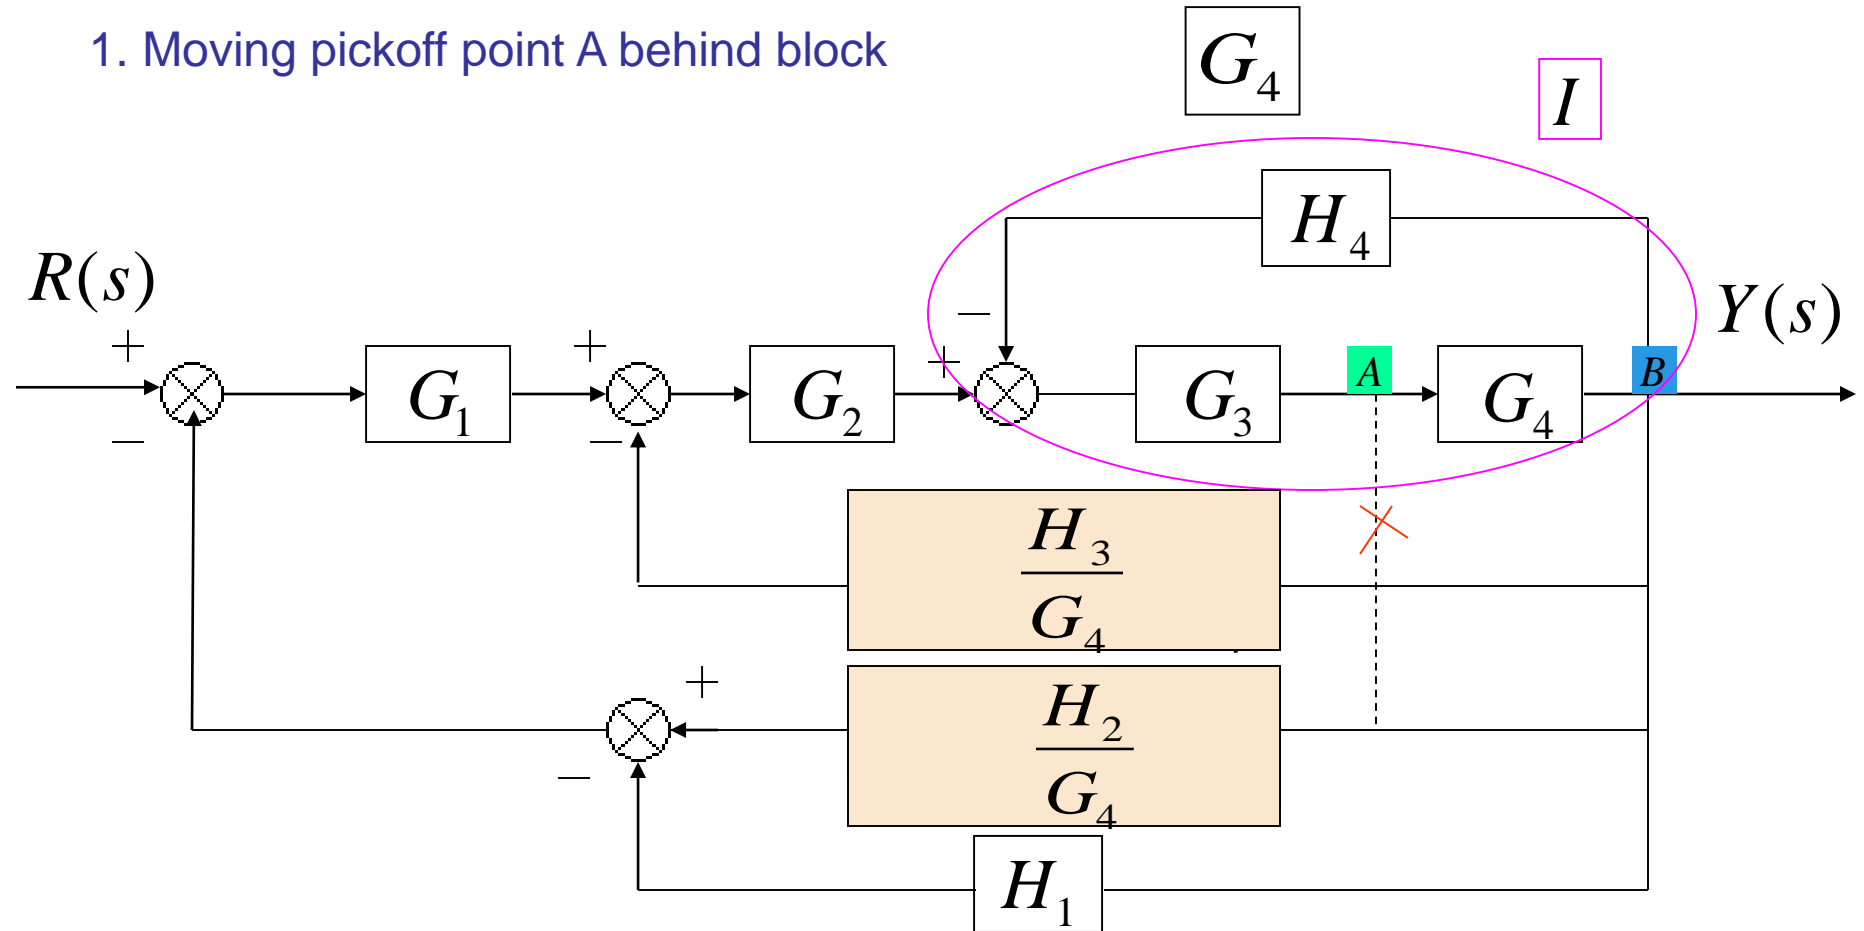 1. Moving pickoff point A behind block
G₄
I
H₄
R(s)
Y(s)
+
+
−
+
G₁
G₂
G₃
A
G₄
B
−
−
H₃
G₄
+
H₂
G₄
−
H₁